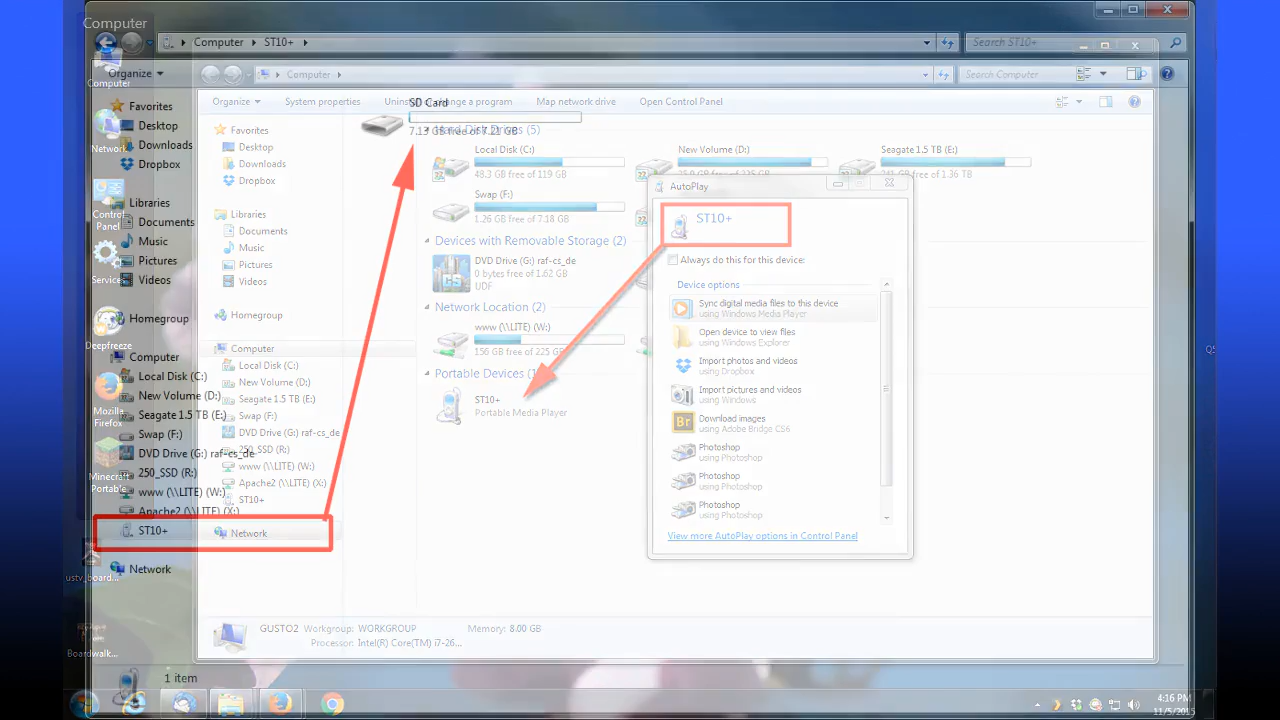 Computer
Computer ST10+
Search ST10+
Organize
Computer
Search Computer
Organize
System properties
Map network drive
Open Control Panel
SD Card
Favorites
Desktop
Downloads
Dropbox
Libraries
Documents
Music
Pictures
Videos
Homegroup
Computer
Local Disk (C:)
New Volume (D:)
Seagate 1.5 TB (E:)
Swap (F:)
DVD Drive (G:) raf-cs_de
250_SSD (R:)
www (\\LITE) (W:)
Apache2 (\\LITE) (X:)
ST10+
Network
Computer
Network
Control
Panel
Services
Deepfreeze
Mozilla
Firefox
Minecraft
Portable
ustv_board...
Boardwalk...
Favorites
Desktop
Downloads
Dropbox
Libraries
Documents
Music
Pictures
Videos
Homegroup
Computer
Local Disk (C:)
New Volume (D:)
Seagate 1.5 TB (E:)
Swap (F:)
DVD Drive (G:) raf-cs_de
250_SSD (R:)
www (\\LITE) (W:)
Apache2 (\\LITE) (X:)
ST10+
Network
Hard Disk Drives (5)
Local Disk (C:)
48.3 GB free of 119 GB
New Volume (D:)
Seagate 1.5 TB (E:)
Swap (F:)
1.26 GB free of 7.18 GB
Devices with Removable Storage (2)
DVD Drive (G:) raf-cs_de
0 bytes free of 1.62 GB
UDF
Network Location (2)
www (\\LITE) (W:)
156 GB free of 225 GB
Portable Devices (1)
ST10+
Portable Media Player
AutoPlay
ST10+
Always do this for this device:
Device options
Sync digital media files to this device
using Windows Media Player
Open device to view files
using Windows Explorer
Import photos and videos
using Dropbox
Import pictures and videos
using Windows
Download images
using Adobe Bridge CS6
Photoshop
using Photoshop
Photoshop
using Photoshop
Photoshop
using Photoshop
View more AutoPlay options in Control Panel
GUSTO2 Workgroup: WORKGROUP Memory: 8.00 GB
Processor: Intel(R) Core(TM) i7-26...
1 item
4:16 PM
11/5/2015